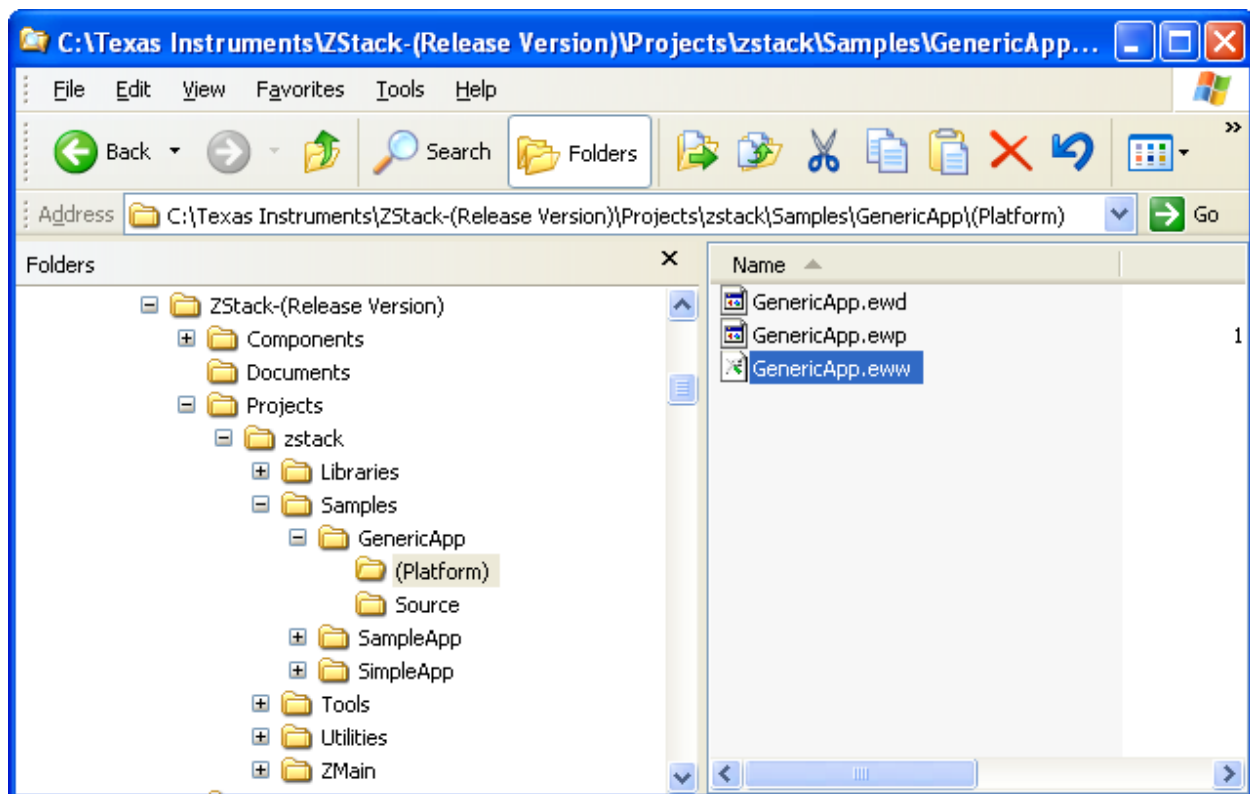 C:\Texas Instruments\ZStack-(Release Version)\Projects\zstack\Samples\GenericApp...
File Edit View Favorites Tools Help
Back Search Folders »
Address C:\Texas Instruments\ZStack-(Release Version)\Projects\zstack\Samples\GenericApp\(Platform) Go
Folders
Name
ZStack-(Release Version)
Components
Documents
Projects
zstack
Libraries
Samples
GenericApp
(Platform)
Source
SampleApp
SimpleApp
Tools
Utilities
ZMain
GenericApp.ewd
GenericApp.ewp 1
GenericApp.eww